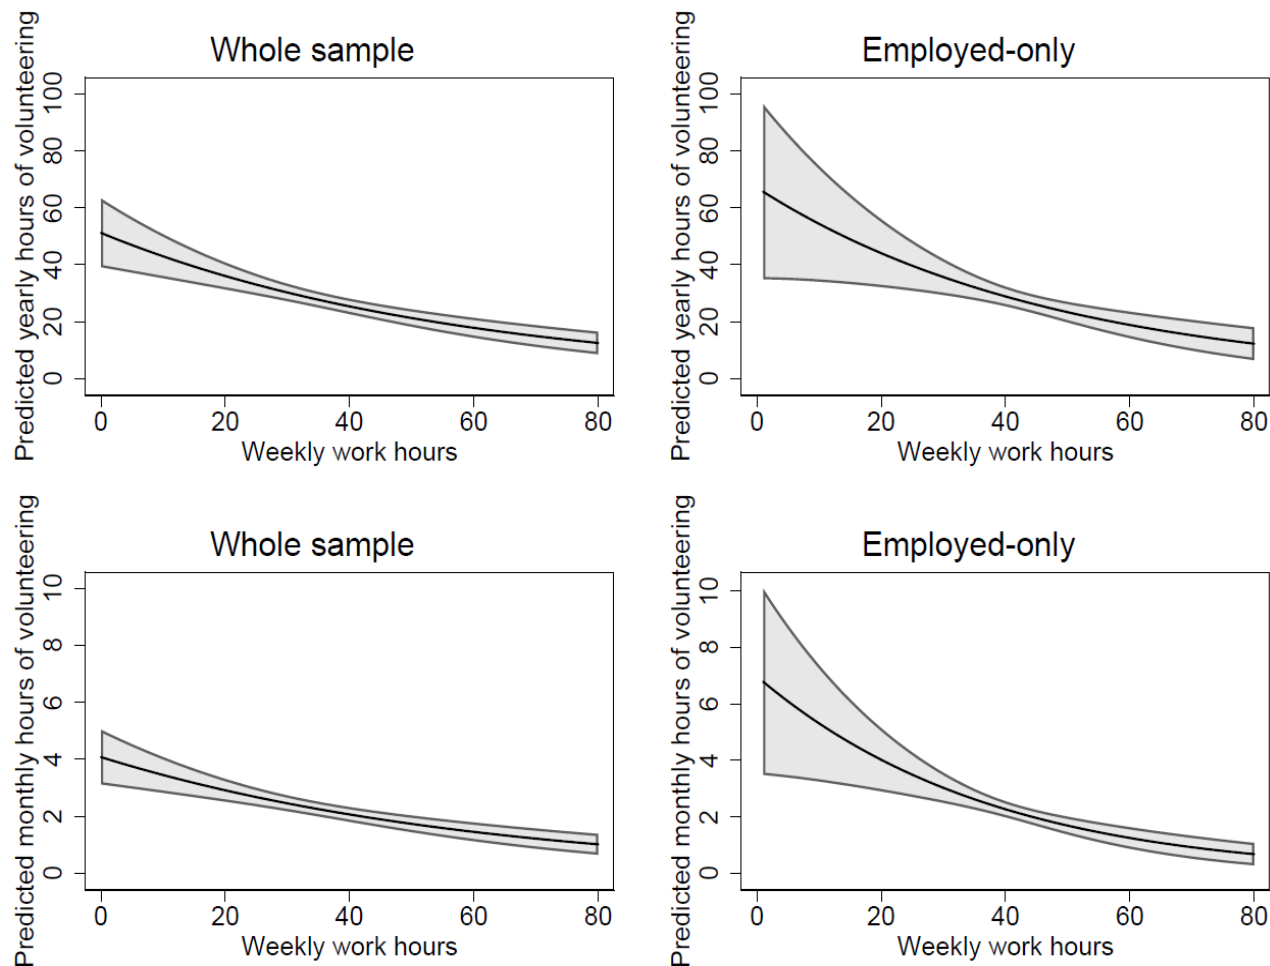 Whole sample
Predicted yearly hours of volunteering
100
80
60
40
20
0
0 20 40 60 80
Weekly work hours
Employed-only
Predicted yearly hours of volunteering
100
80
60
40
20
0
0 20 40 60 80
Weekly work hours
Whole sample
Predicted monthly hours of volunteering
10
8
6
4
2
0
0 20 40 60 80
Weekly work hours
Employed-only
Predicted monthly hours of volunteering
10
8
6
4
2
0
0 20 40 60 80
Weekly work hours